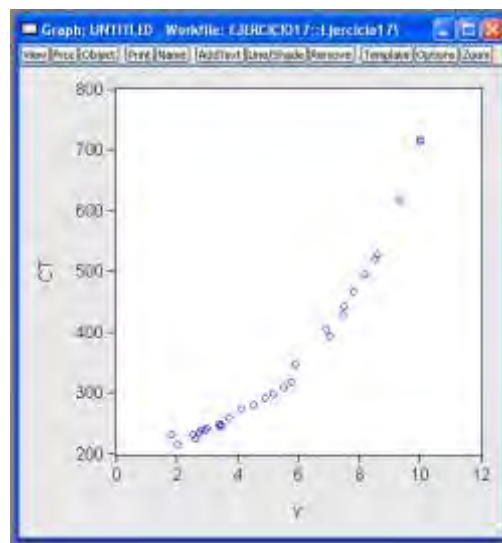 Graph: UNTITLED Workfile: EJERCICIO17::Ejercicio17\
View Proc Object Print Name AddText Line/Shade Remove Template Options Zoom
800
700
600
500
400
300
200
CT
0 2 4 6 8 10 12
Y